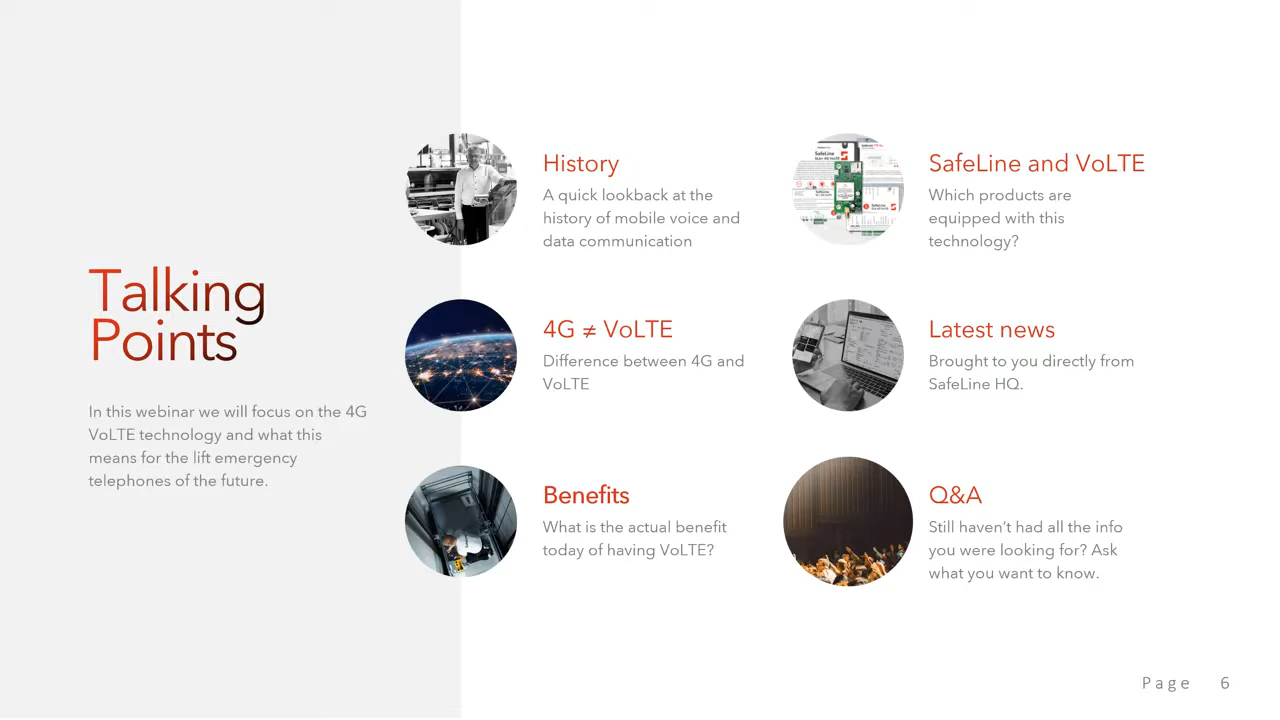 Talking
Points
In this webinar we will focus on the 4G
VoLTE technology and what this
means for the lift emergency
telephones of the future.
History
A quick lookback at the
history of mobile voice and
data communication
4G ≠ VoLTE
Difference between 4G and
VoLTE
Benefits
What is the actual benefit
today of having VoLTE?
SafeLine and VoLTE
Which products are
equipped with this
technology?
Latest news
Brought to you directly from
SafeLine HQ.
Q&A
Still haven't had all the info
you were looking for? Ask
what you want to know.
SafeLine
SafeLine
SafeLine
Page 6